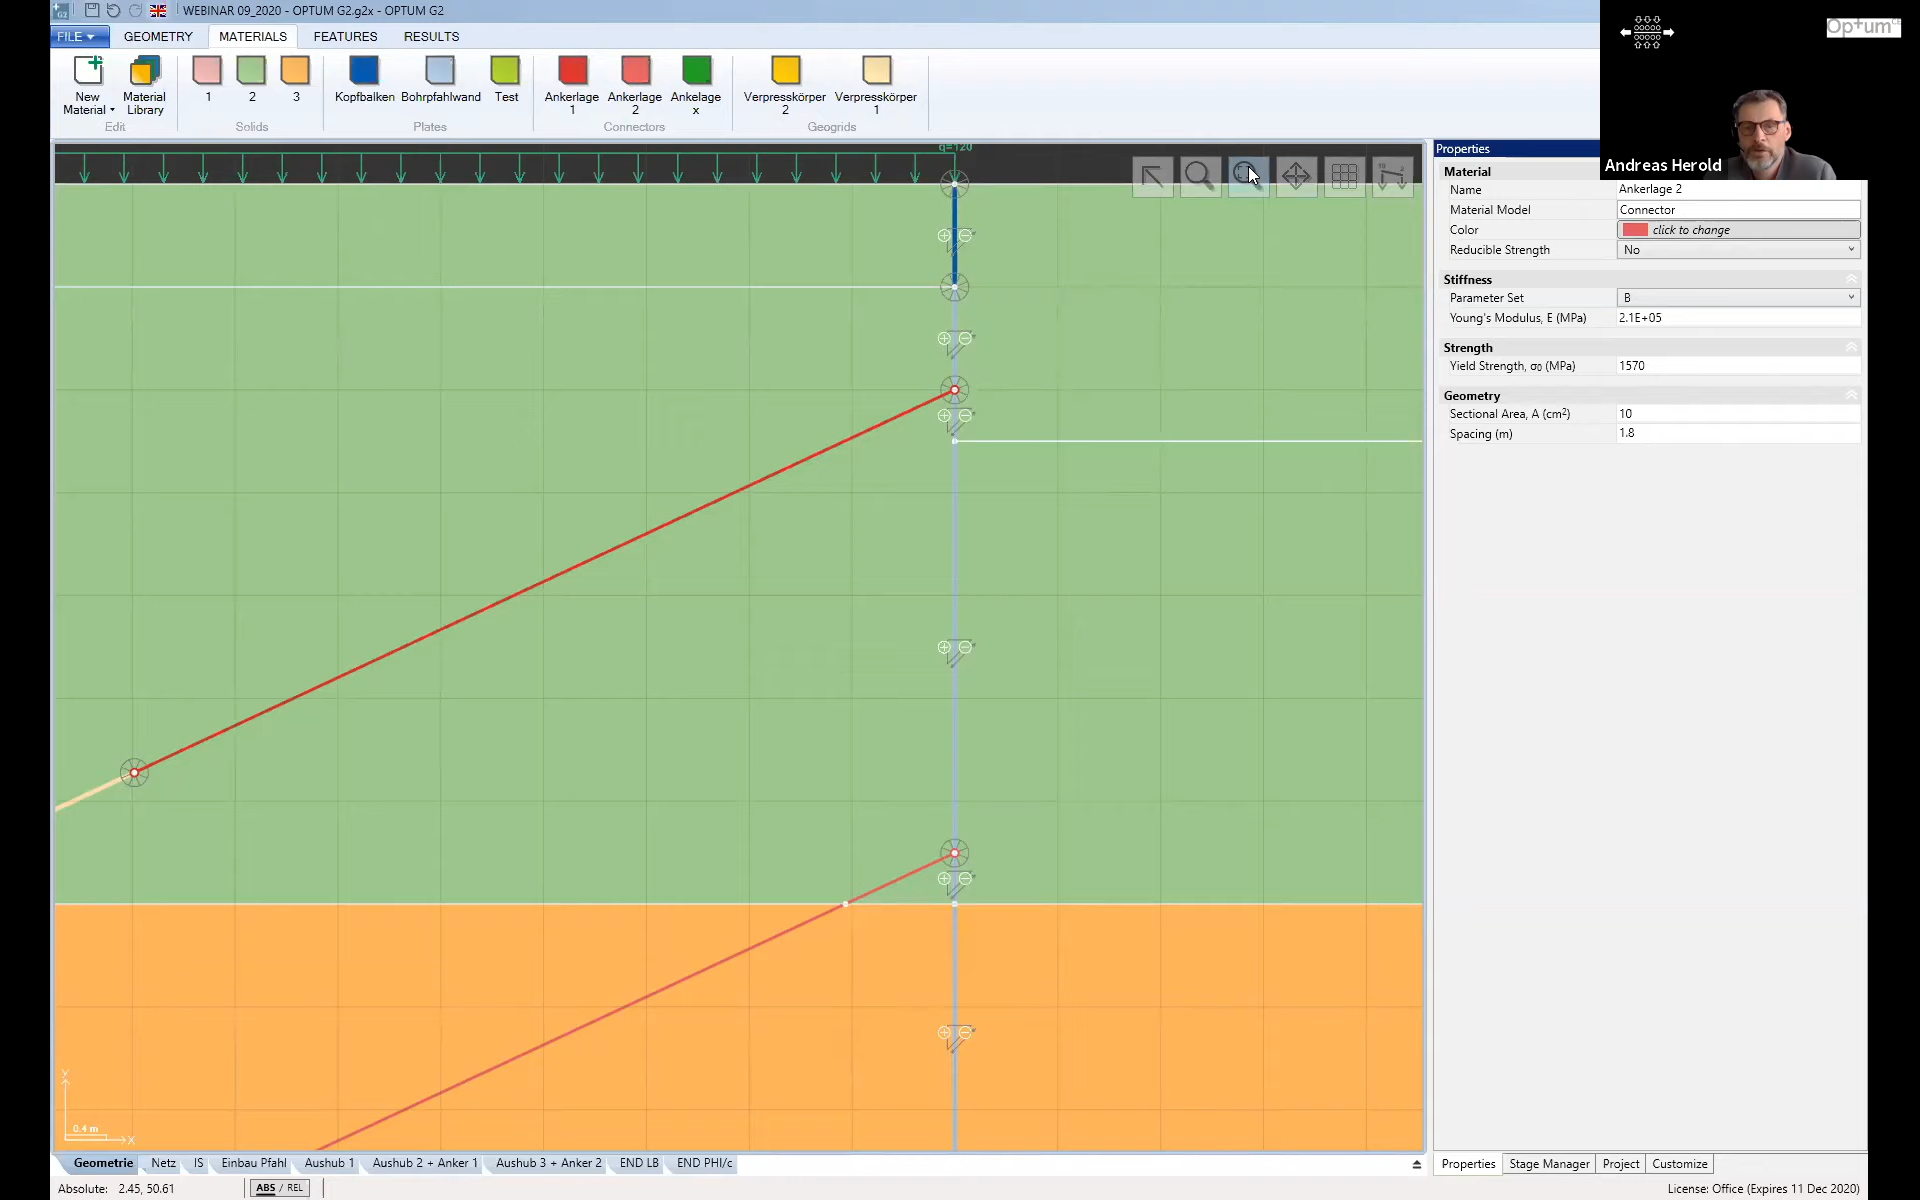 WEBINAR 09_2020 - OPTUM G2.g2x - OPTUM G2
FILE
GEOMETRY
MATERIALS
FEATURES
RESULTS
New
Material
Material
Library
1
2
3
Kopfbalken
Bohrpfahlwand
Test
Ankerlage
1
Ankerlage
2
Ankelage
x
Verpresskörper
2
Verpresskörper
1
Edit
Solids
Plates
Connectors
Geogrids
q=120
Optum
Andreas Herold
Properties
Material
Name
Ankerlage 2
Material Model
Connector
Color
click to change
Reducible Strength
No
Stiffness
Parameter Set
B
Young's Modulus, E (MPa)
2.1E+05
Strength
Yield Strength, σ0 (MPa)
1570
Geometry
Sectional Area, A (cm²)
10
Spacing (m)
1.8
Y
0.4 m
X
Geometrie
Netz
IS
Einbau Pfahl
Aushub 1
Aushub 2 + Anker 1
Aushub 3 + Anker 2
END LB
END PHI/c
Properties
Stage Manager
Project
Customize
Absolute: 2.45, 50.61
ABS / REL
License: Office (Expires 11 Dec 2020)